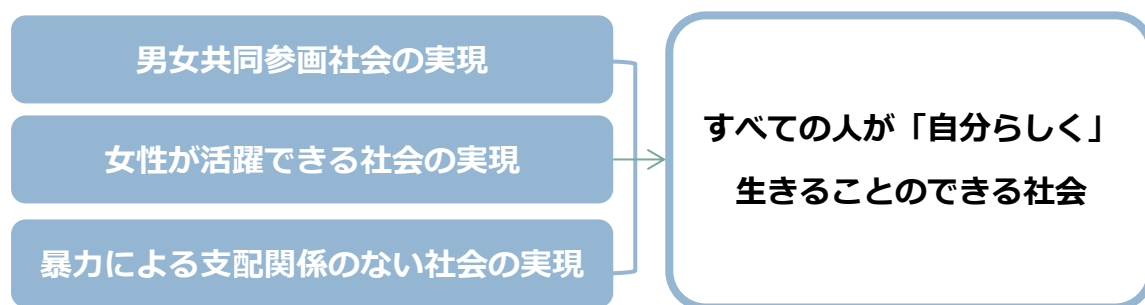 男女共同参画社会の実現
女性が活躍できる社会の実現
暴力による支配関係のない社会の実現
すべての人が「自分らしく」
生きることのできる社会